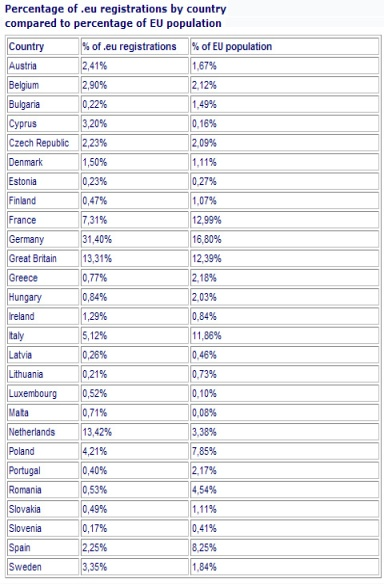 Percentage of .eu registrations by country
compared to percentage of EU population
Country % of .eu registrations % of EU population
Austria 2,41% 1,67%
Belgium 2,90% 2,12%
Bulgaria 0,22% 1,49%
Cyprus 3,20% 0,16%
Czech Republic 2,23% 2,09%
Denmark 1,50% 1,11%
Estonia 0,23% 0,27%
Finland 0,47% 1,07%
France 7,31% 12,99%
Germany 31,40% 16,80%
Great Britain 13,31% 12,39%
Greece 0,77% 2,18%
Hungary 0,84% 2,03%
Ireland 1,29% 0,84%
Italy 5,12% 11,86%
Latvia 0,26% 0,46%
Lithuania 0,21% 0,73%
Luxembourg 0,52% 0,10%
Malta 0,71% 0,08%
Netherlands 13,42% 3,38%
Poland 4,21% 7,85%
Portugal 0,40% 2,17%
Romania 0,53% 4,54%
Slovakia 0,49% 1,11%
Slovenia 0,17% 0,41%
Spain 2,25% 8,25%
Sweden 3,35% 1,84%